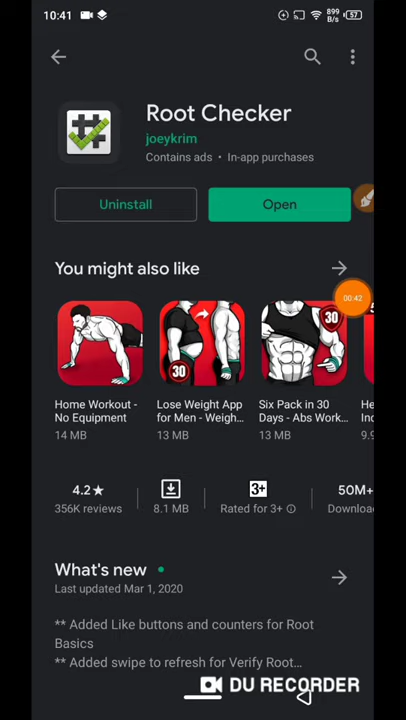 10:41
899 B/s 57
Root Checker
joeykrim
Contains ads • In-app purchases
Uninstall
Open
00:42
You might also like
30
30
Home Workout - No Equipment
14 MB
Lose Weight App for Men - Weigh...
13 MB
Six Pack in 30 Days - Abs Work...
13 MB
4.2★
356K reviews
8.1 MB
3+
Rated for 3+
50M+
What's new
Last updated Mar 1, 2020
** Added Like buttons and counters for Root
Basics
** Added swipe to refresh for Verify Root...
DU RECORDER